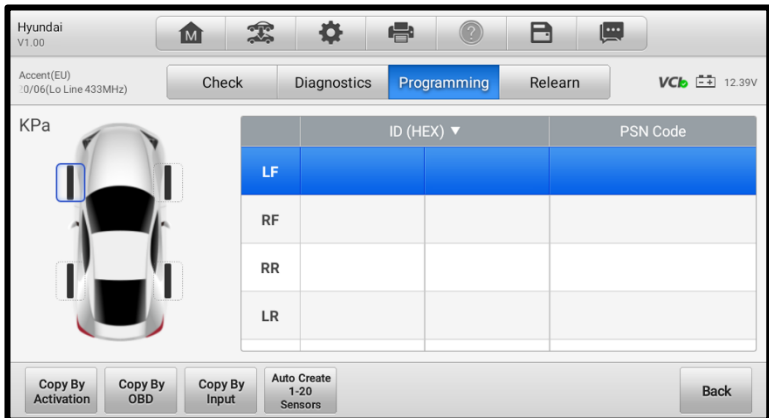 Hyundai
V1.00
M
Accent(EU)
0/06(Lo Line 433MHz)
Check
Diagnostics
Programming
Relearn
VCI
12.39V
KPa
ID (HEX) ▼
PSN Code
LF
RF
RR
LR
Copy By
Activation
Copy By
OBD
Copy By
Input
Auto Create
1-20
Sensors
Back